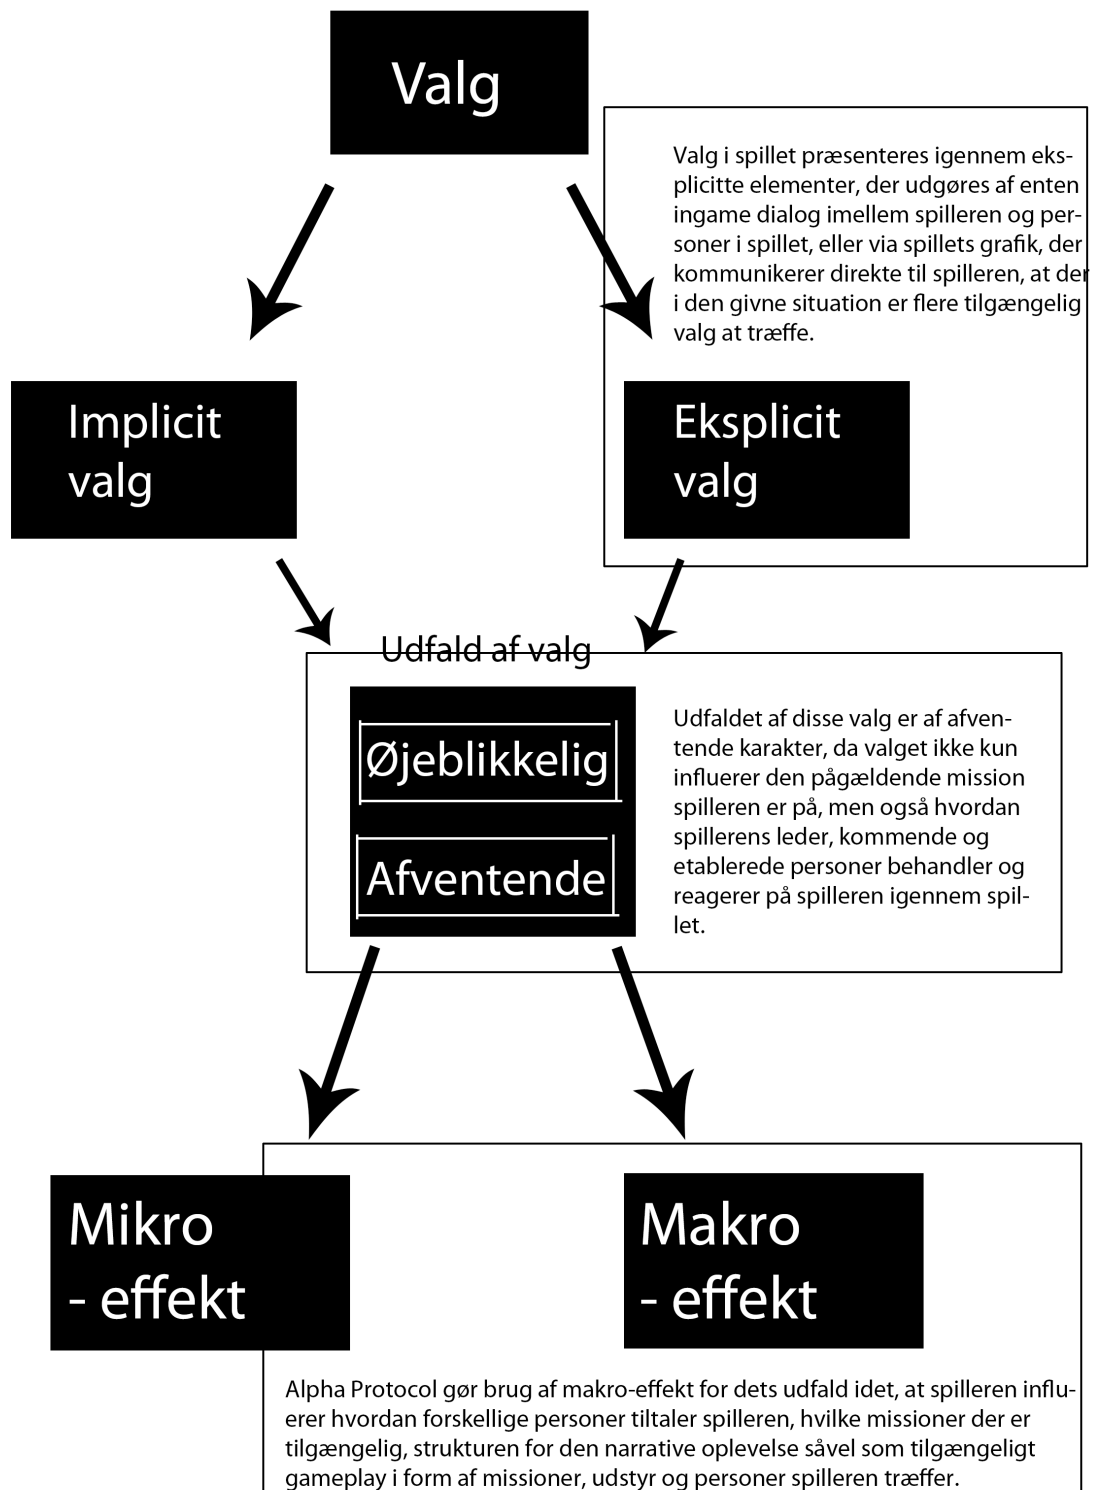 Valg
Valg i spillet præsenteres igennem eks-
plicitte elementer, der udgøres af enten
ingame dialog imellem spilleren og per-
soner i spillet, eller via spillets grafik, der
kommunikerer direkte til spilleren, at der
i den givne situation er flere tilgængelig
valg at træffe.
Implicit
valg
Eksplicit
valg
Udfald af valg
Øjeblikkelig
Afventende
Udfaldet af disse valg er af afven-
tende karakter, da valget ikke kun
influerer den pågældende mission
spilleren er på, men også hvordan
spillerens leder, kommende og
etablerede personer behandler og
reagerer på spilleren igennem spil-
let.
Mikro
- effekt
Makro
- effekt
Alpha Protocol gør brug af makro-effekt for dets udfald idet, at spilleren influ-
erer hvordan forskellige personer tiltaler spilleren, hvilke missioner der er
tilgængelig, strukturen for den narrative oplevelse såvel som tilgængeligt
gameplay i form af missioner, udstyr og personer spilleren træffer.